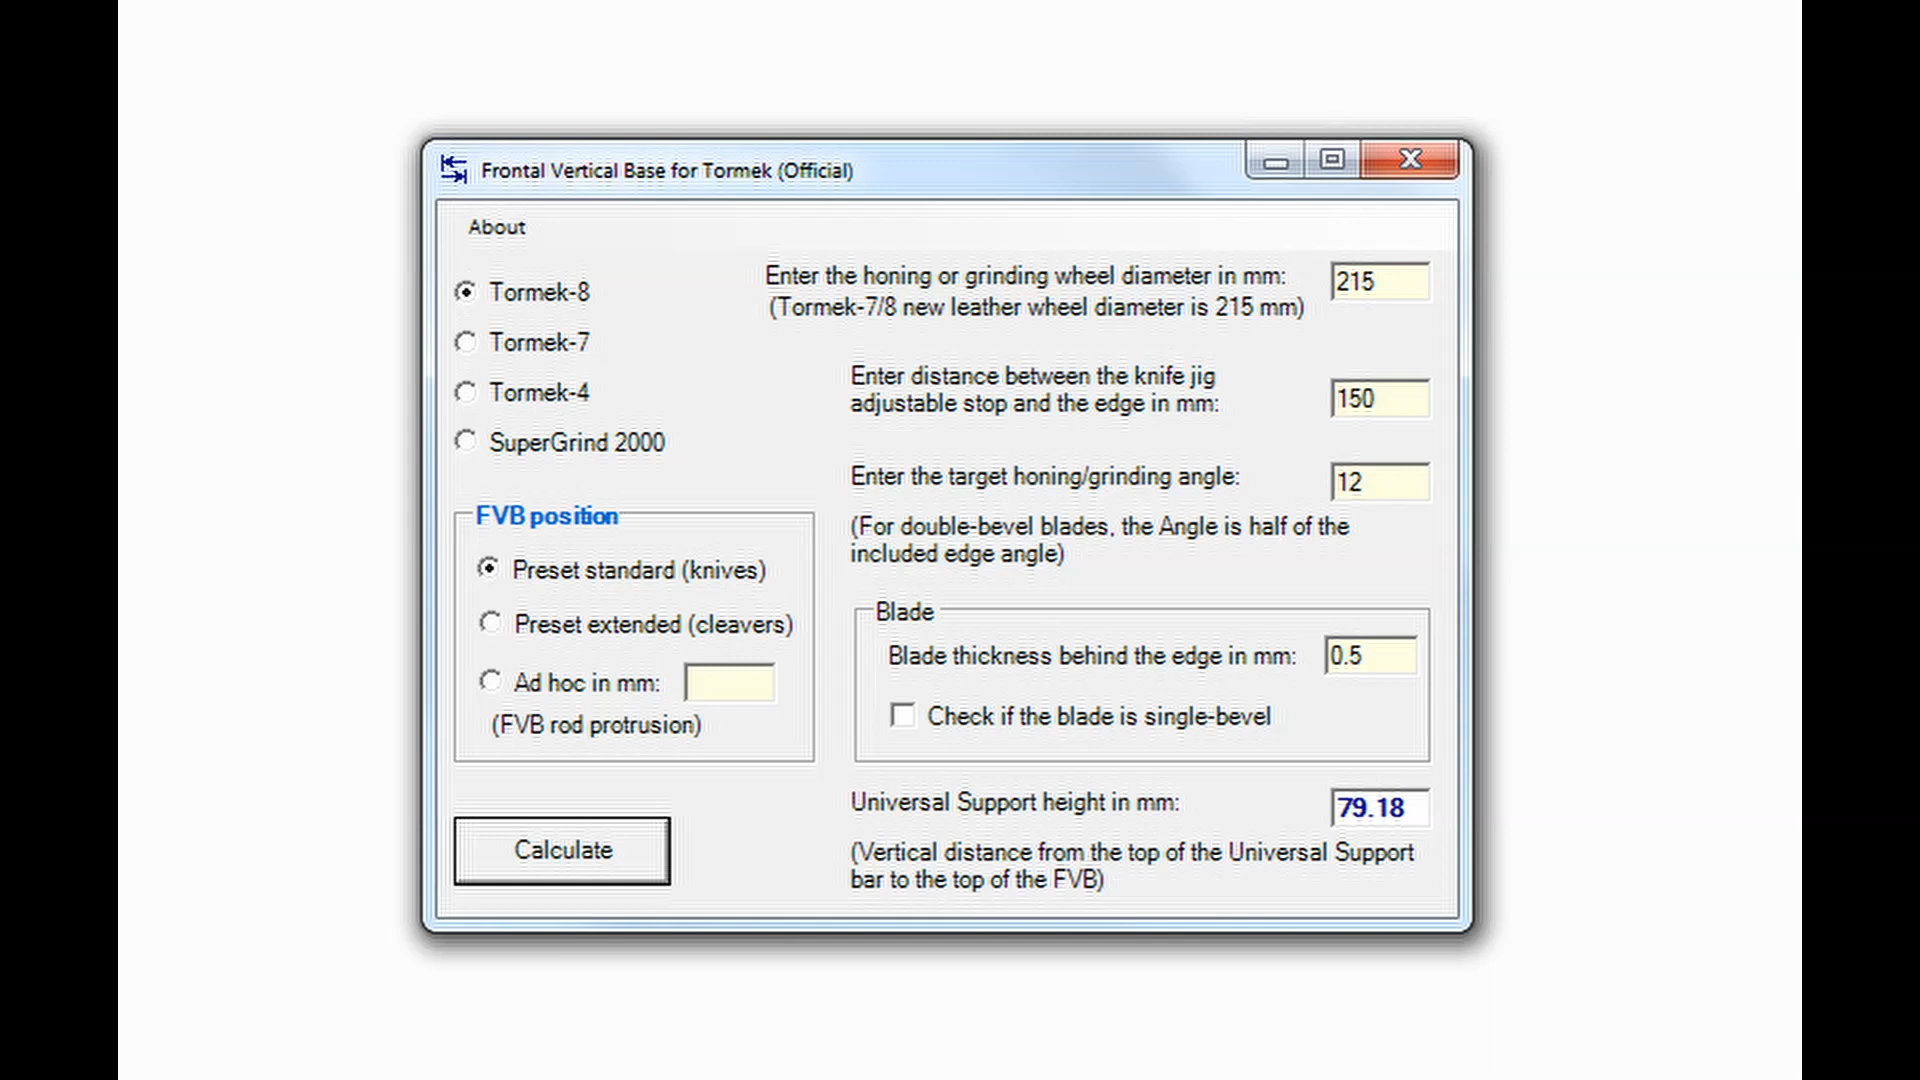 Frontal Vertical Base for Tormek (Official)
About
Tormek-8
Tormek-7
Tormek-4
SuperGrind 2000
FVB position
Preset standard (knives)
Preset extended (cleavers)
Ad hoc in mm:
(FVB rod protrusion)
Calculate
Enter the honing or grinding wheel diameter in mm: 215
(Tormek-7/8 new leather wheel diameter is 215 mm)
Enter distance between the knife jig
adjustable stop and the edge in mm: 150
Enter the target honing/grinding angle: 12
(For double-bevel blades, the Angle is half of the
included edge angle)
Blade
Blade thickness behind the edge in mm: 0.5
Check if the blade is single-bevel
Universal Support height in mm: 79.18
(Vertical distance from the top of the Universal Support
bar to the top of the FVB)